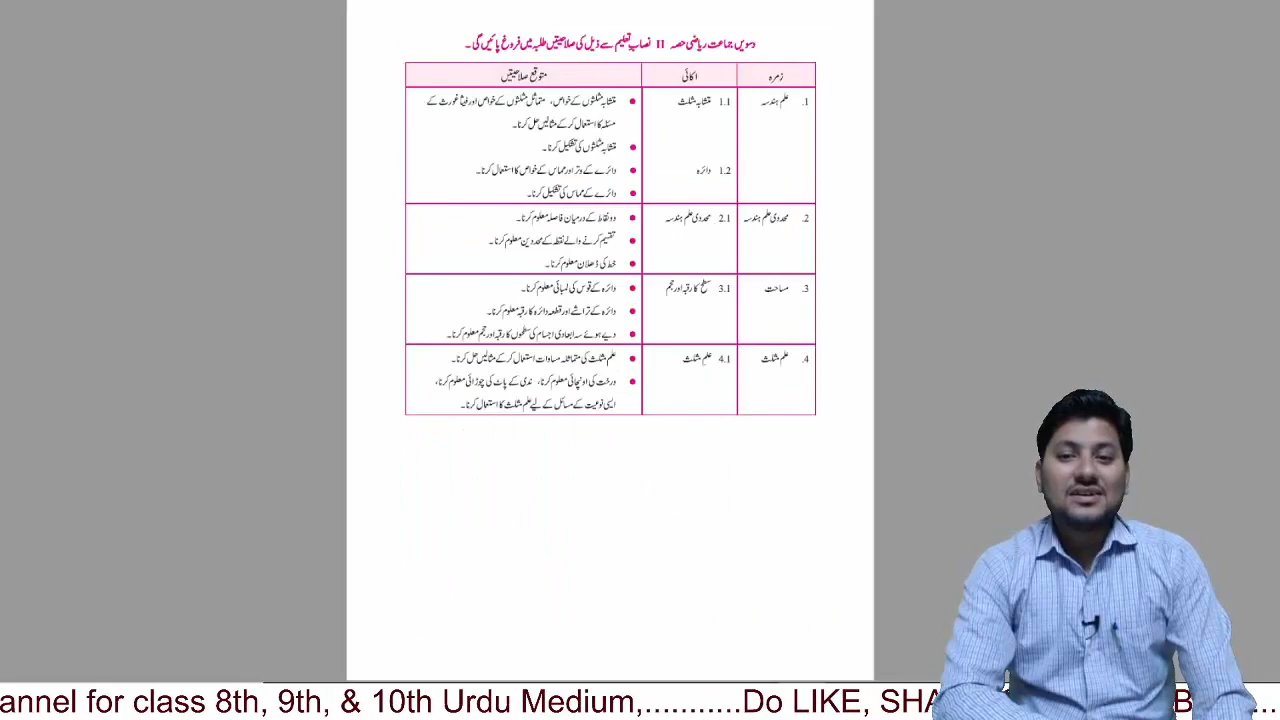 دسویں جماعت ریاضی حصہ II نصاب تعلیم سے ذیل کی صلاحیتیں طلبہ میں فروغ پائیں گی۔
زمرہ اکائی متوقع صلاحیتیں
1. علم ہندسہ 1.1 متشابہ مثلث • متشابہ مثلثوں کے خواص، متماثل مثلثوں کے خواص اور فیثا غورث کے
مسئلہ کا استعمال کرکے مثالیں حل کرنا۔
• متشابہ مثلثوں کی تشکیل کرنا۔
1.2 دائرہ • دائرے کے وتر اور مماس کے خواص کا استعمال کرنا۔
• دائرے کے مماس کی تشکیل کرنا۔
2. محددی علم ہندسہ 2.1 محددی علم ہندسہ • دو نقاط کے درمیان فاصلہ معلوم کرنا۔
• تقسیم کرنے والے نقطہ کے محددین معلوم کرنا۔
• خط کی ڈھلان معلوم کرنا۔
3. مساحت 3.1 سطح کا رقبہ اور حجم • دائرہ کے قوس کی لمبائی معلوم کرنا۔
• دائرہ کے تراشے اور قطعہ دائرہ کا رقبہ معلوم کرنا۔
• دیے ہوئے سہ ابعادی اجسام کی سطحوں کا رقبہ اور حجم معلوم کرنا۔
4. علم مثلث 4.1 علم مثلث • علم مثلث کی متماثلہ مساوات استعمال کرکے مثالیں حل کرنا۔
• درخت کی اونچائی معلوم کرنا، ندی کے پاٹ کی چوڑائی معلوم کرنا،
ایسی نوعیت کے مسائل کے لیے علم مثلث کا استعمال کرنا۔
annel for class 8th, 9th, & 10th Urdu Medium,...........Do LIKE, SHA B ...